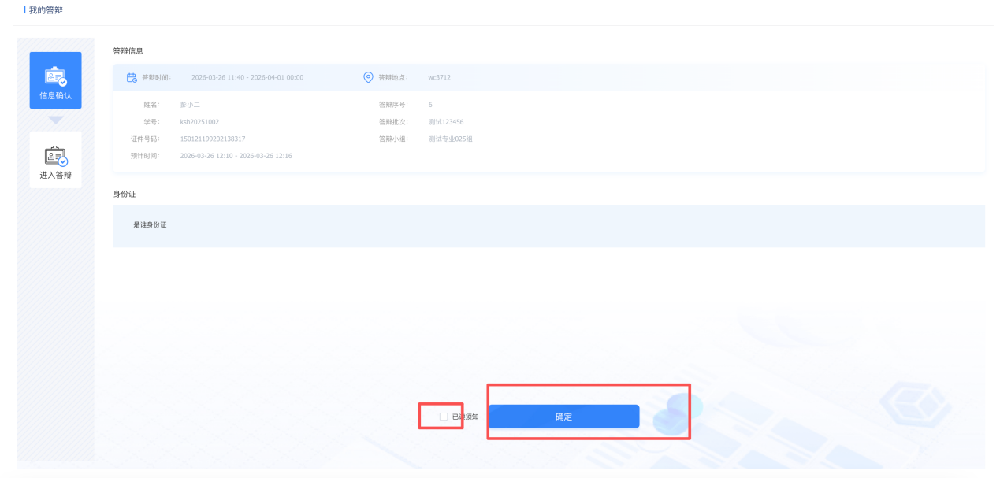 我的答辩
答辩信息
信息确认
答辩时间： 2026-03-26 11:40 - 2026-04-01 00:00 答辩地点： wc3712
姓名： 彭小二 答辩序号： 6
学号： ksh20251002 答辩批次： 测试123456
证件号码： 150121199202138317 答辩小组： 测试专业025组
预计时间： 2026-03-26 12:10 - 2026-03-26 12:16
进入答辩
身份证
是谁身份证
已读须知 确定